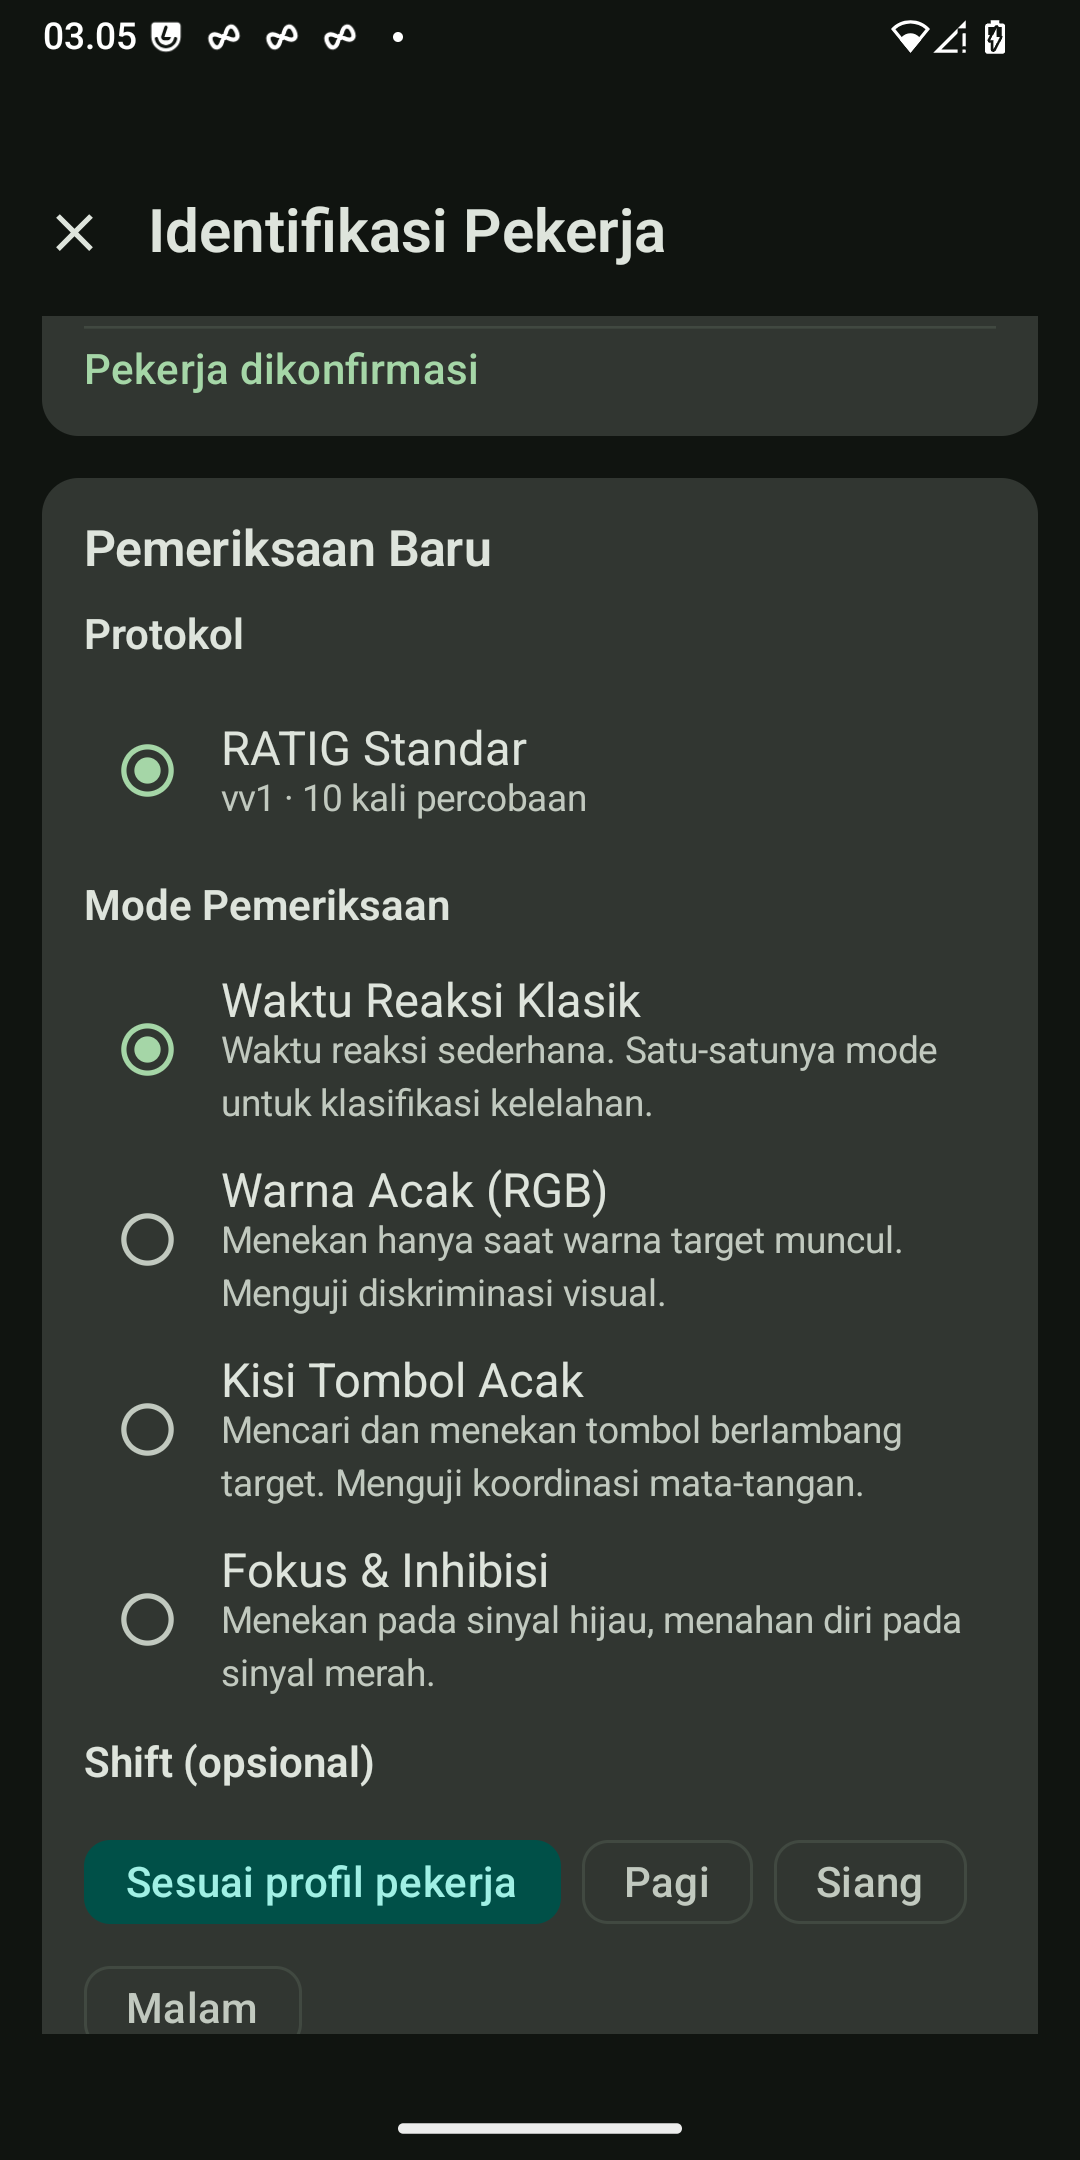 03.05
Identifikasi Pekerja
Pekerja dikonfirmasi
Pemeriksaan Baru
Protokol
RATIG Standar
vv1 · 10 kali percobaan
Mode Pemeriksaan
Waktu Reaksi Klasik
Waktu reaksi sederhana. Satu-satunya mode
untuk klasifikasi kelelahan.
Warna Acak (RGB)
Menekan hanya saat warna target muncul.
Menguji diskriminasi visual.
Kisi Tombol Acak
Mencari dan menekan tombol berlambang
target. Menguji koordinasi mata-tangan.
Fokus & Inhibisi
Menekan pada sinyal hijau, menahan diri pada
sinyal merah.
Shift (opsional)
Sesuai profil pekerja
Pagi
Siang
Malam